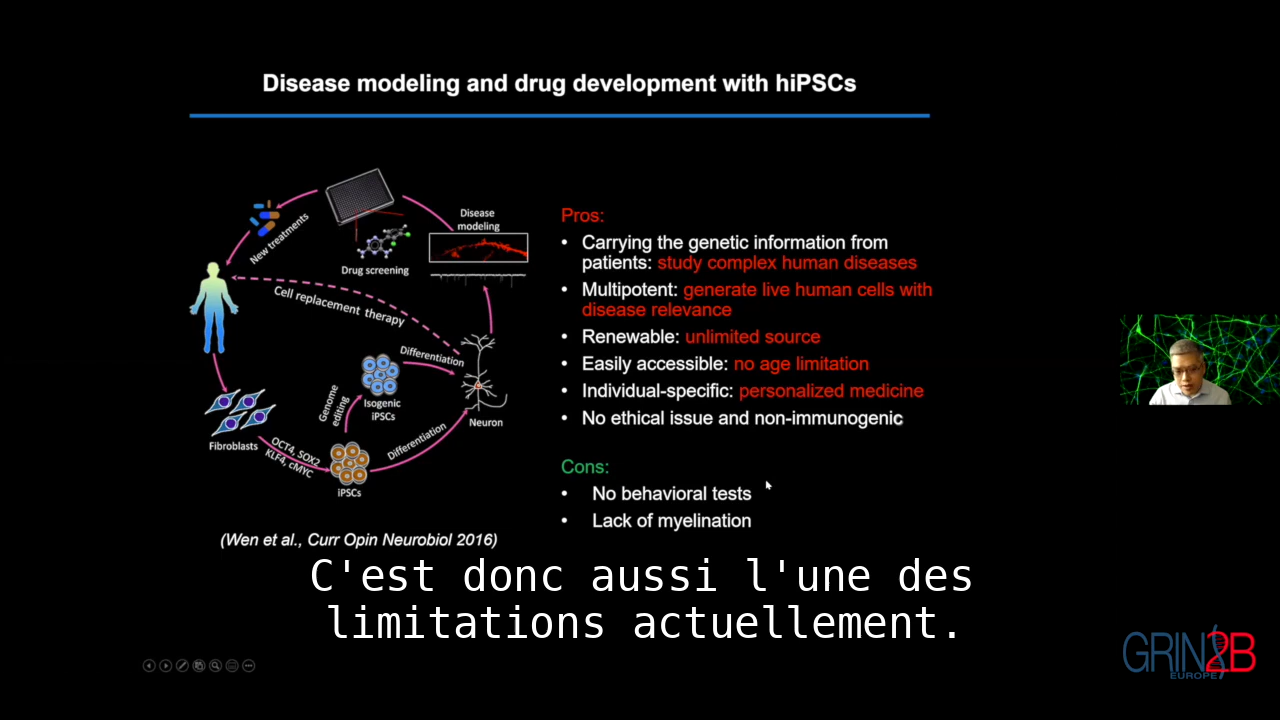 Disease modeling and drug development with hiPSCs
New treatments
Drug screening
Disease
modeling
Cell replacement therapy
Differentiation
Genome
editing
Isogenic
iPSCs
Neuron
Fibroblasts
OCT4, SOX2
KLF4, cMYC
Differentiation
iPSCs
(Wen et al., Curr Opin Neurobiol 2016)
Pros:
• Carrying the genetic information from
patients: study complex human diseases
• Multipotent: generate live human cells with
disease relevance
• Renewable: unlimited source
• Easily accessible: no age limitation
• Individual-specific: personalized medicine
• No ethical issue and non-immunogenic
Cons:
• No behavioral tests
• Lack of myelination
C'est donc aussi l'une des
limitations actuellement.
GRIN2B
EUROPE